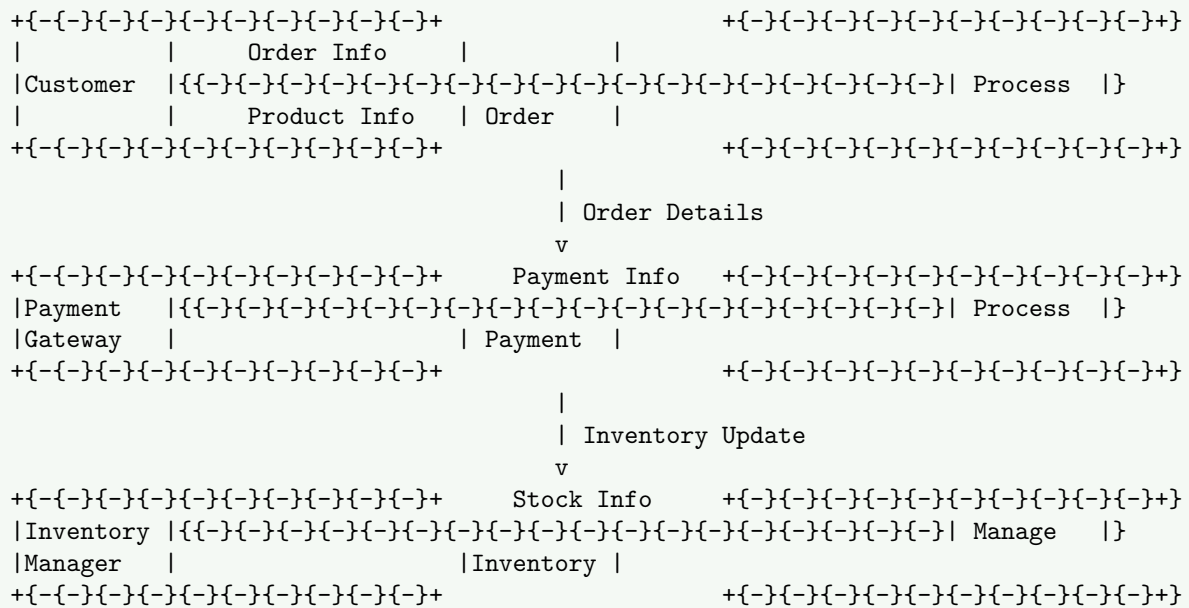 +{-{-}{-}{-}{-}{-}{-}{-}{-}+ +{-}{-}{-}{-}{-}{-}{-}{-}{-}+}
| | Order Info | |
|Customer |{{-}{-}{-}{-}{-}{-}{-}{-}{-}{-}{-}{-}{-}{-}{-}{-}{-}{-}| Process |}
| | Product Info | Order |
+{-{-}{-}{-}{-}{-}{-}{-}{-}+ +{-}{-}{-}{-}{-}{-}{-}{-}{-}+}
|
| Order Details
v
+{-{-}{-}{-}{-}{-}{-}{-}{-}+ Payment Info +{-}{-}{-}{-}{-}{-}{-}{-}{-}+}
|Payment |{{-}{-}{-}{-}{-}{-}{-}{-}{-}{-}{-}{-}{-}{-}{-}{-}{-}{-}| Process |}
|Gateway | | Payment |
+{-{-}{-}{-}{-}{-}{-}{-}{-}+ +{-}{-}{-}{-}{-}{-}{-}{-}{-}+}
|
| Inventory Update
v
+{-{-}{-}{-}{-}{-}{-}{-}{-}+ Stock Info +{-}{-}{-}{-}{-}{-}{-}{-}{-}+}
|Inventory |{{-}{-}{-}{-}{-}{-}{-}{-}{-}{-}{-}{-}{-}{-}{-}{-}{-}{-}| Manage |}
|Manager | |Inventory |
+{-{-}{-}{-}{-}{-}{-}{-}{-}+ +{-}{-}{-}{-}{-}{-}{-}{-}{-}+}